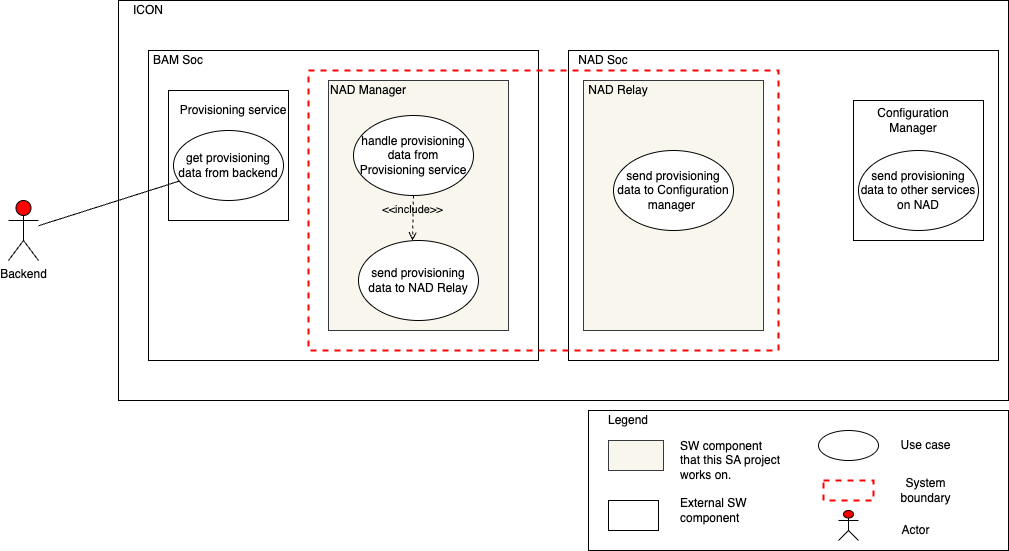 ICON
BAM Soc
NAD Soc
NAD Manager
NAD Relay
Provisioning service
Configuration
Manager
get provisioning
data from backend
handle provisioning
data from
Provisioning service
<<include>>
send provisioning
data to NAD Relay
send provisioning
data to Configuration
manager
send provisioning
data to other services
on NAD
Backend
Legend
SW component
that this SA project
works on.
Use case
External SW
component
System
boundary
Actor